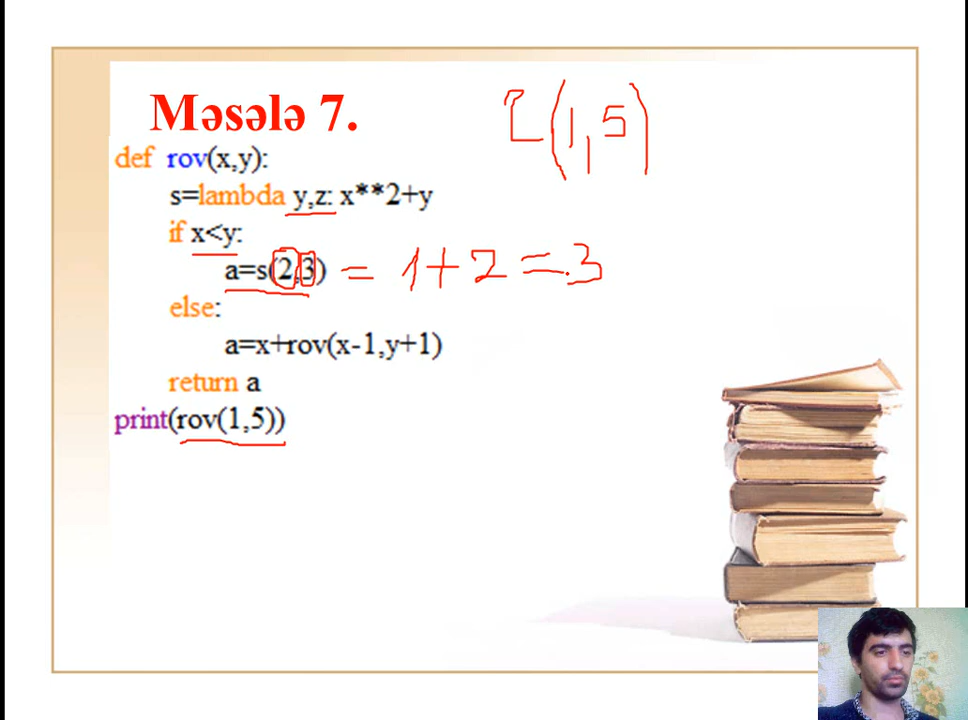 Məsələ 7.
[(1,5)
def rov(x,y):
s=lambda y,z: x**2+y
if x<y:
a=s(2,3) = 1+2=3
else:
a=x+rov(x-1,y+1)
return a
print(rov(1,5))